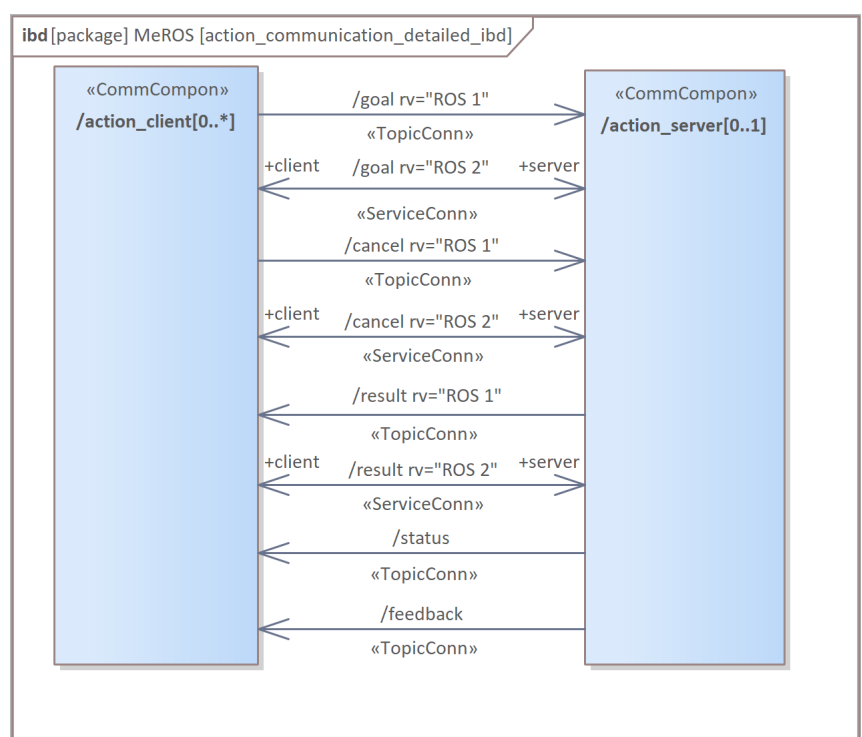 ibd [package] MeROS [action_communication_detailed_ibd]
«CommCompon»
/action_client[0..*]
«CommCompon»
/action_server[0..1]
/goal rv="ROS 1"
«TopicConn»
+client /goal rv="ROS 2" +server
«ServiceConn»
/cancel rv="ROS 1"
«TopicConn»
+client /cancel rv="ROS 2" +server
«ServiceConn»
/result rv="ROS 1"
«TopicConn»
+client /result rv="ROS 2" +server
«ServiceConn»
/status
«TopicConn»
/feedback
«TopicConn»